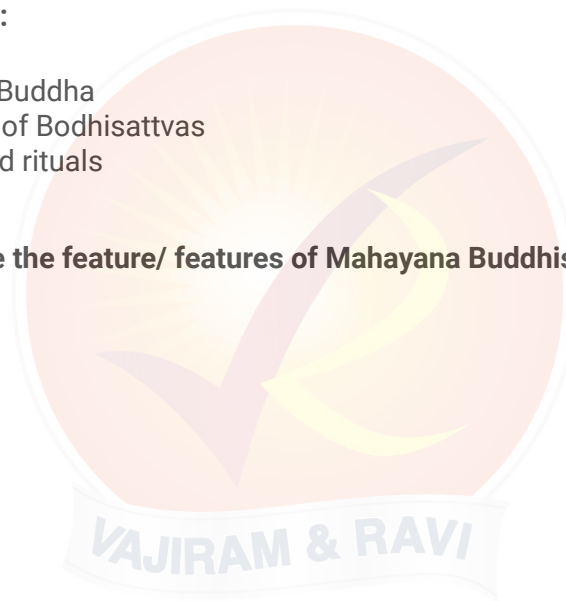 :
Buddha
of Bodhisattvas
d rituals
e the feature/ features of Mahayana Buddhis
VAJIRAM & RAVI